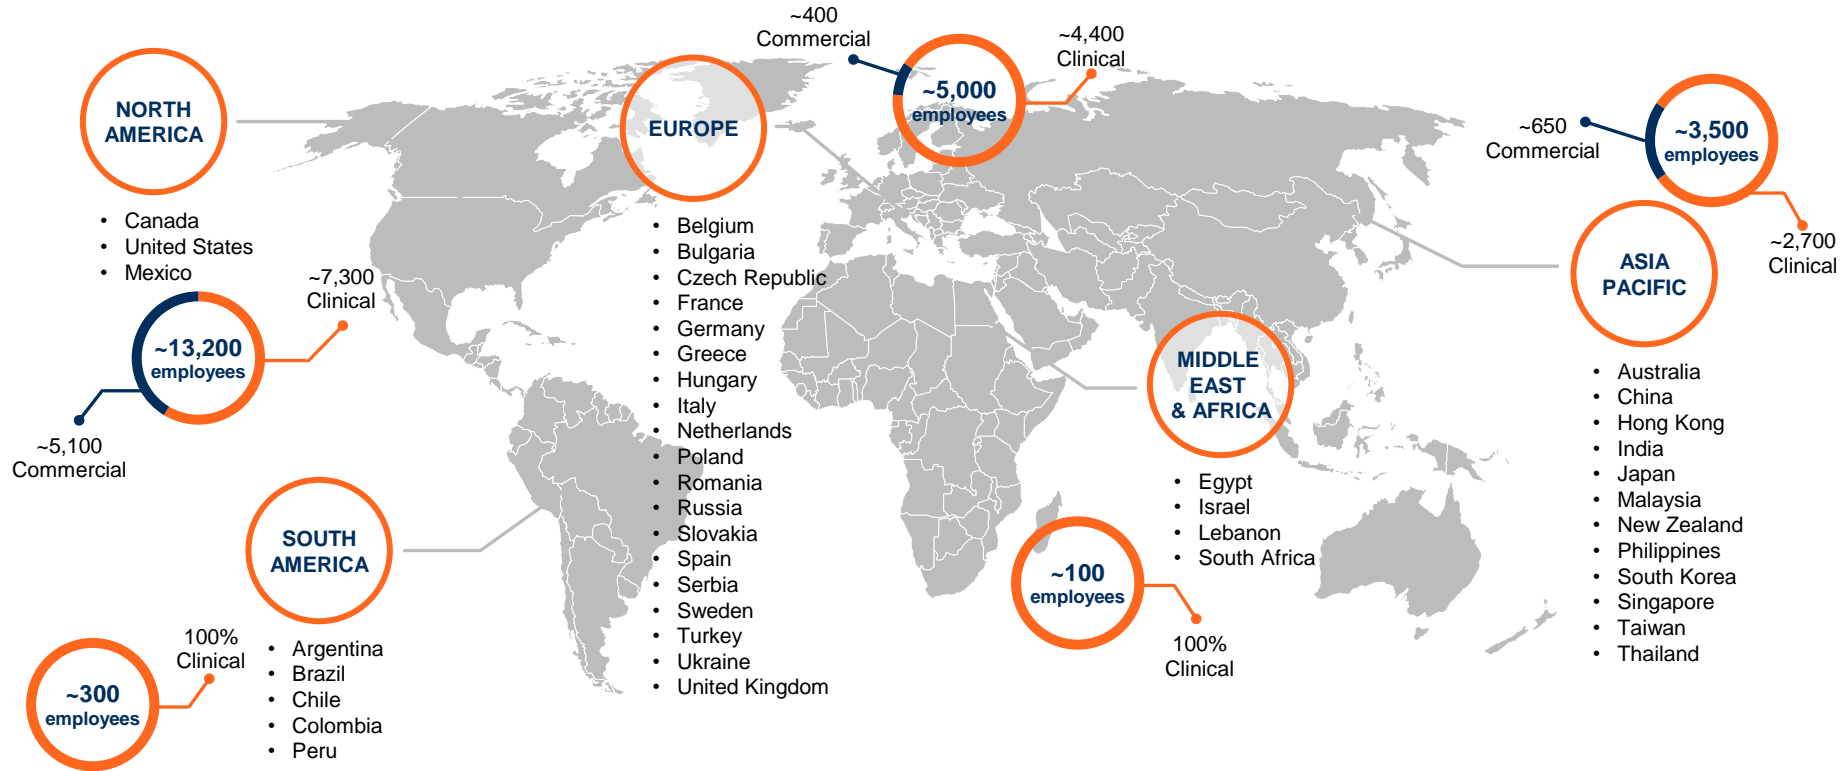 NORTH
AMERICA
• Canada
• United States
• Mexico
~13,200
employees
~7,300
Clinical
~5,100
Commercial
SOUTH
AMERICA
• Argentina
• Brazil
• Chile
• Colombia
• Peru
~300
employees
100%
Clinical
EUROPE
• Belgium
• Bulgaria
• Czech Republic
• France
• Germany
• Greece
• Hungary
• Italy
• Netherlands
• Poland
• Romania
• Russia
• Slovakia
• Spain
• Serbia
• Sweden
• Turkey
• Ukraine
• United Kingdom
~400
Commercial
~5,000
employees
~4,400
Clinical
MIDDLE
EAST
& AFRICA
• Egypt
• Israel
• Lebanon
• South Africa
~100
employees
100%
Clinical
~650
Commercial
~3,500
employees
~2,700
Clinical
ASIA
PACIFIC
• Australia
• China
• Hong Kong
• India
• Japan
• Malaysia
• New Zealand
• Philippines
• South Korea
• Singapore
• Taiwan
• Thailand